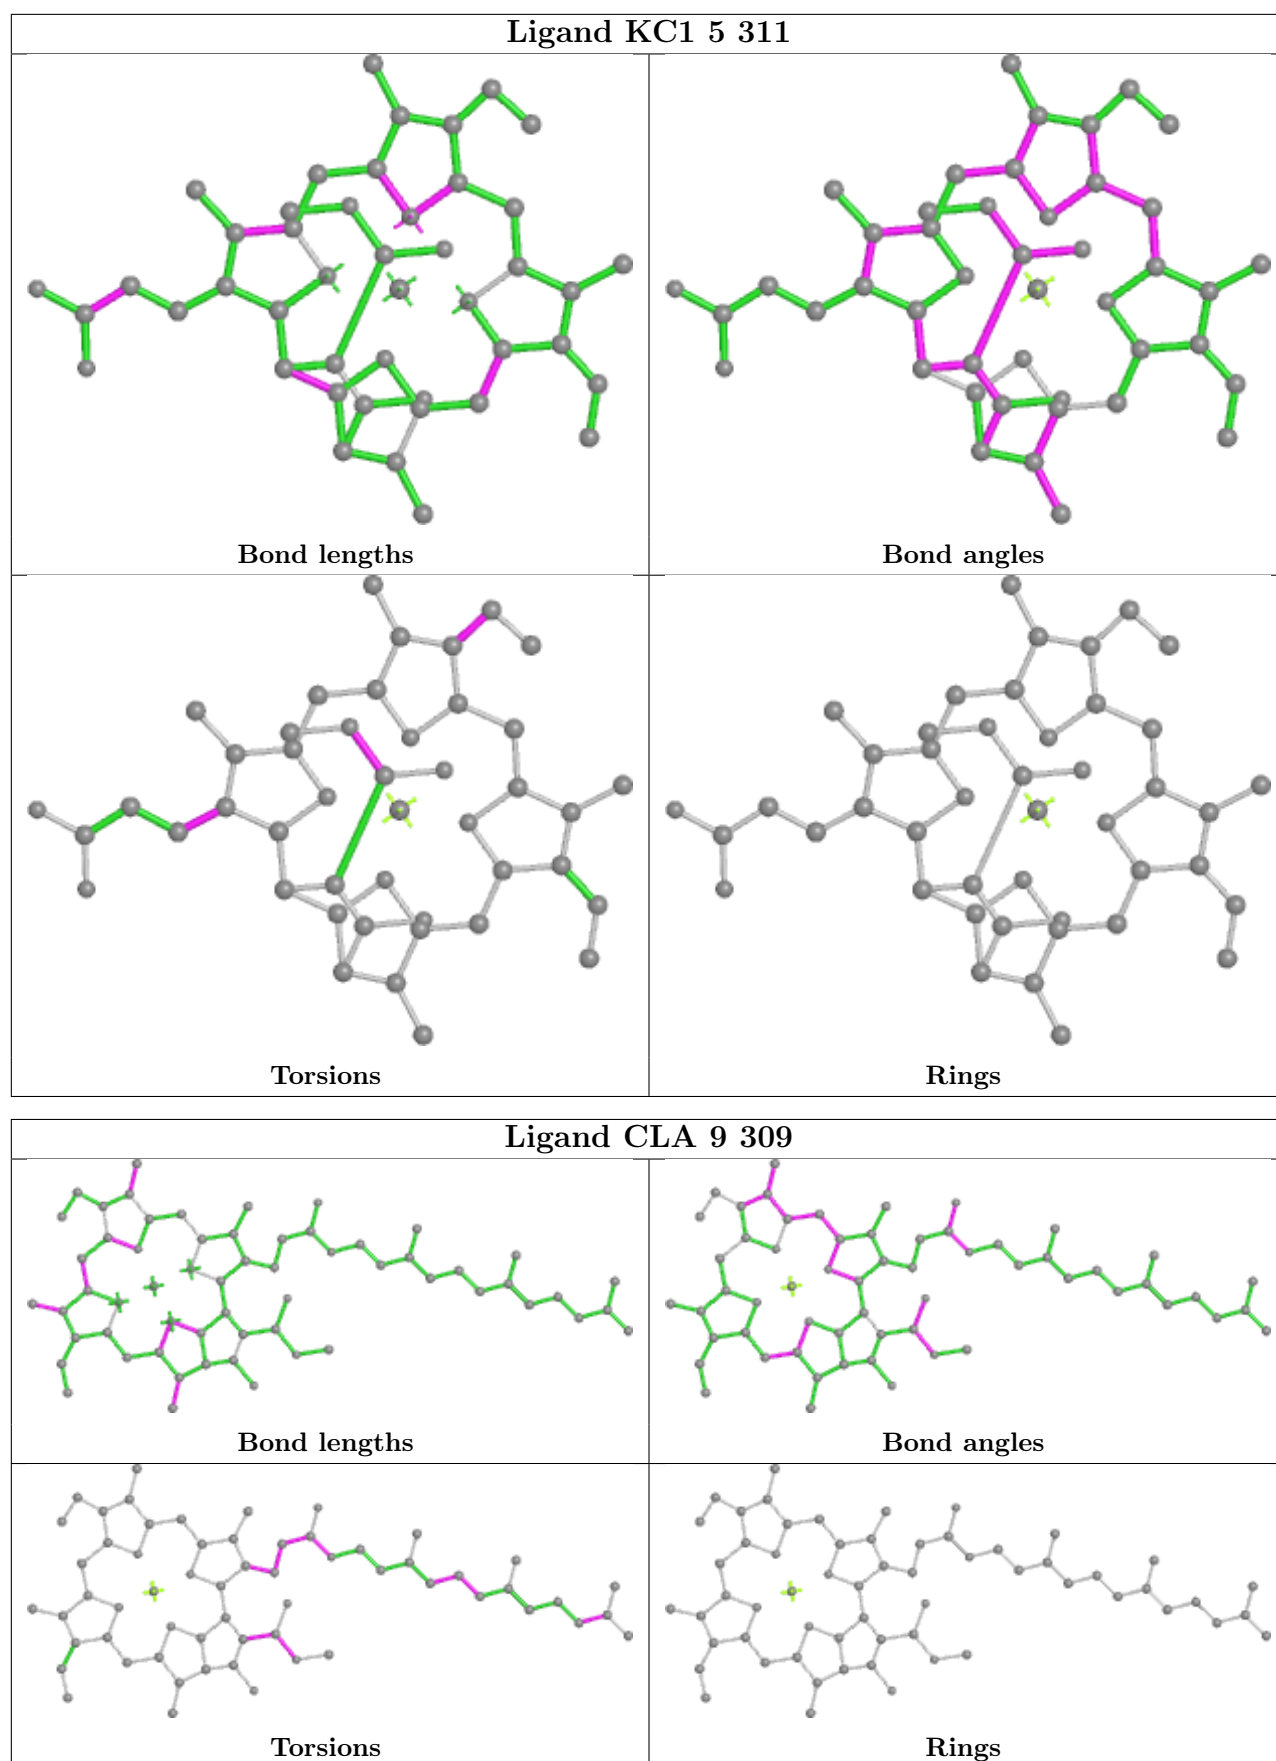 Ligand KC1 5 311
Bond lengths
Bond angles
Torsions
Rings
Ligand CLA 9 309
Bond lengths
Bond angles
Torsions
Rings